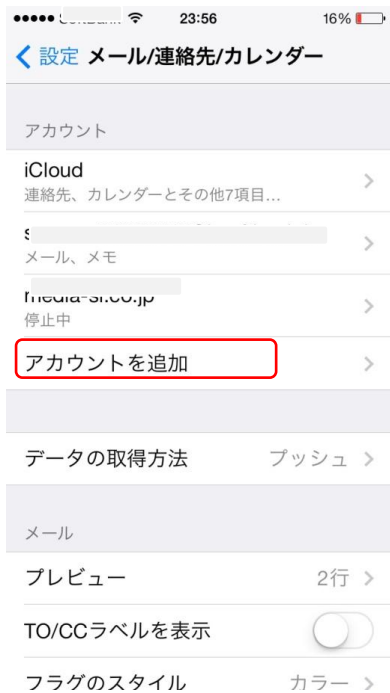 23:56 16%
設定 メール/連絡先/カレンダー
アカウント
iCloud
連絡先、カレンダーとその他7項目...
メール、メモ
media-sf.co.jp
停止中
アカウントを追加
データの取得方法 プッシュ
メール
プレビュー 2行
TO/CCラベルを表示
フラグのスタイル カラー